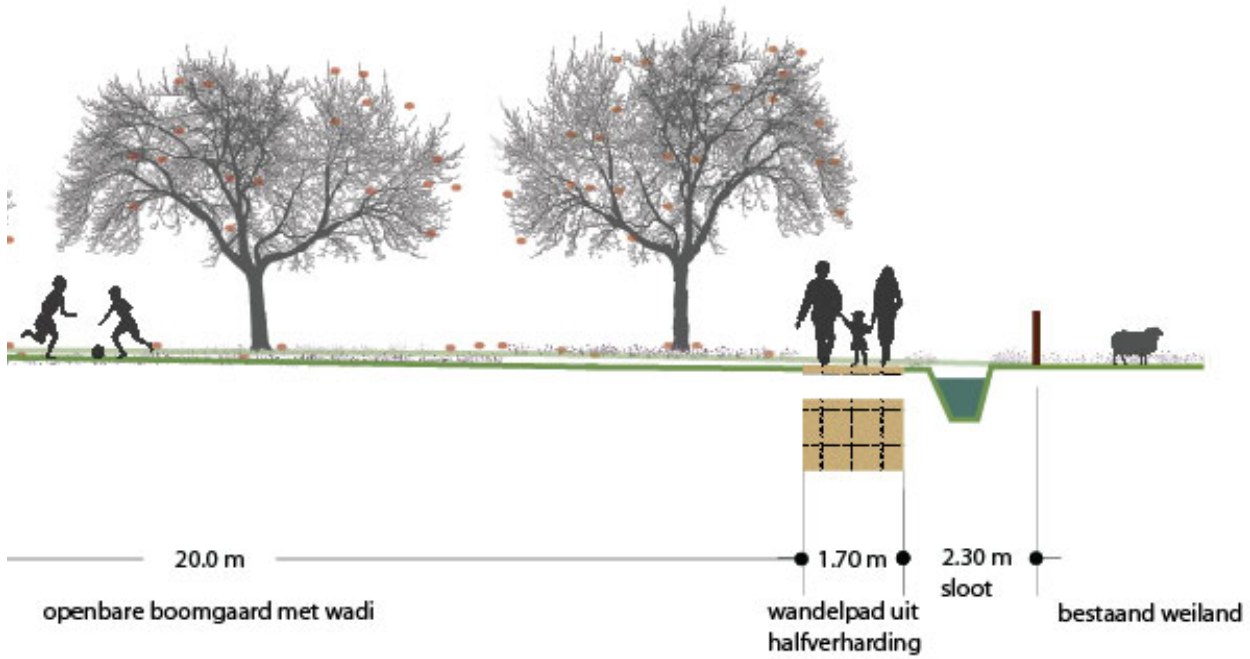 20.0 m
1.70 m
2.30 m
sloot
openbare boomgaard met wadi
wandelpad uit
halfverharding
bestaand weiland